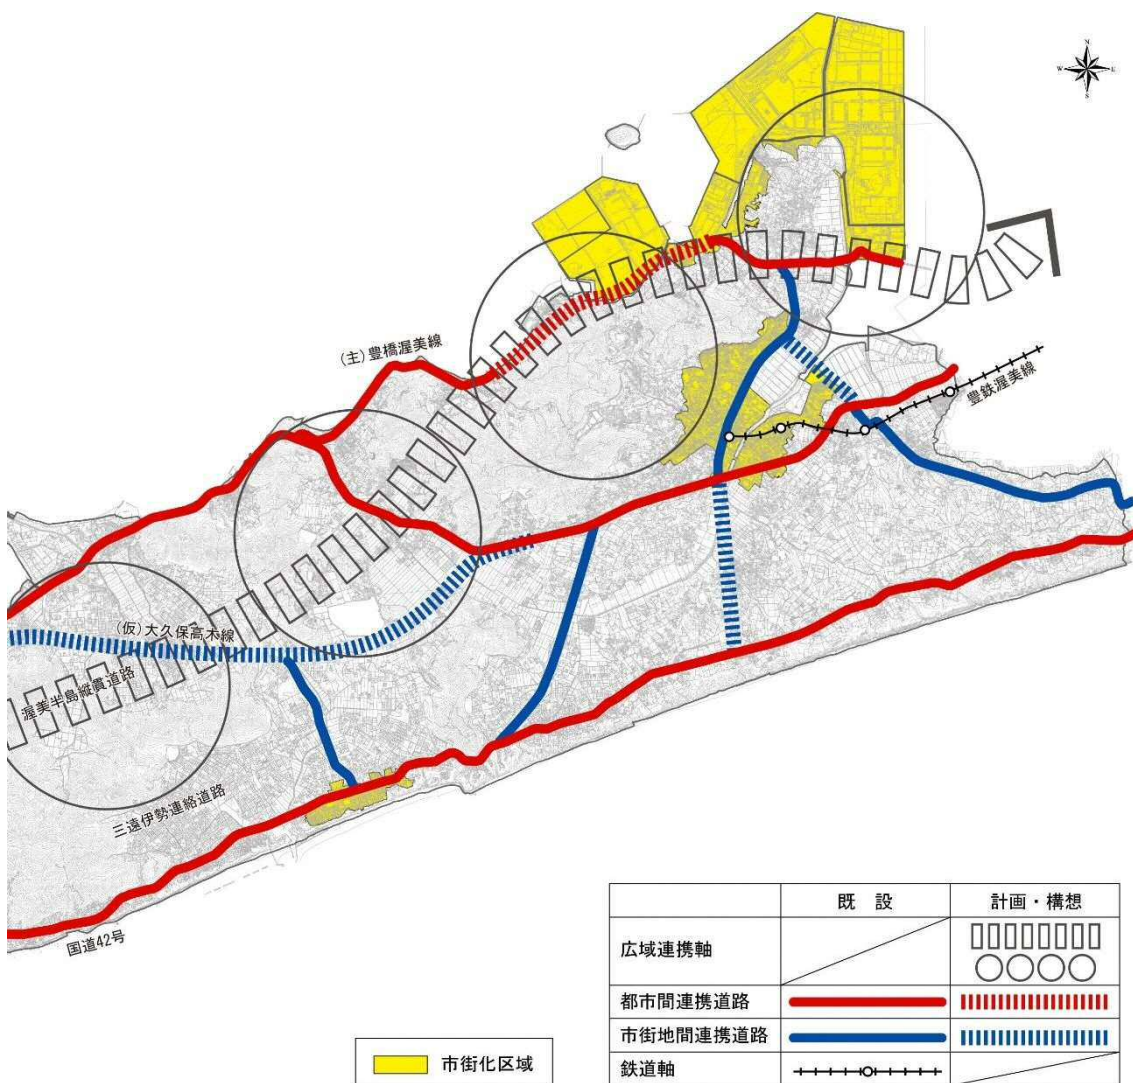 N
W E
S
(主)豊橋渥美線
豊鉄渥美線
(仮)大久保高木線
渥美半島縦貫道路
三遠伊勢連絡道路
国道42号
既 設
計画・構想
広域連携軸
都市間連携道路
市街地間連携道路
鉄道軸
市街化区域